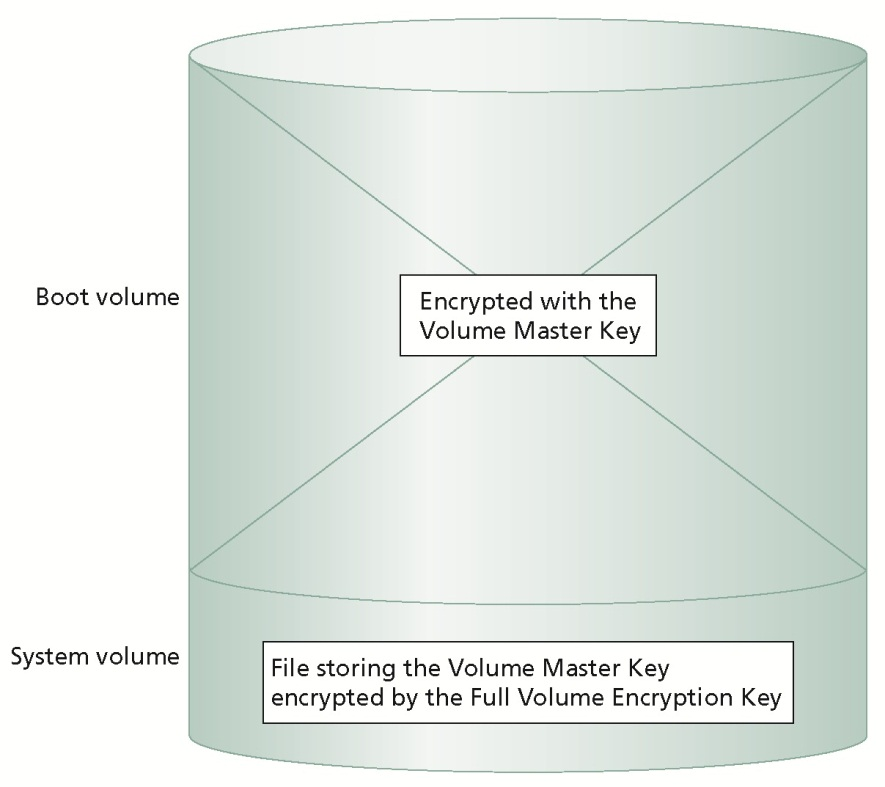 Boot volume
Encrypted with the
Volume Master Key
System volume
File storing the Volume Master Key
encrypted by the Full Volume Encryption Key